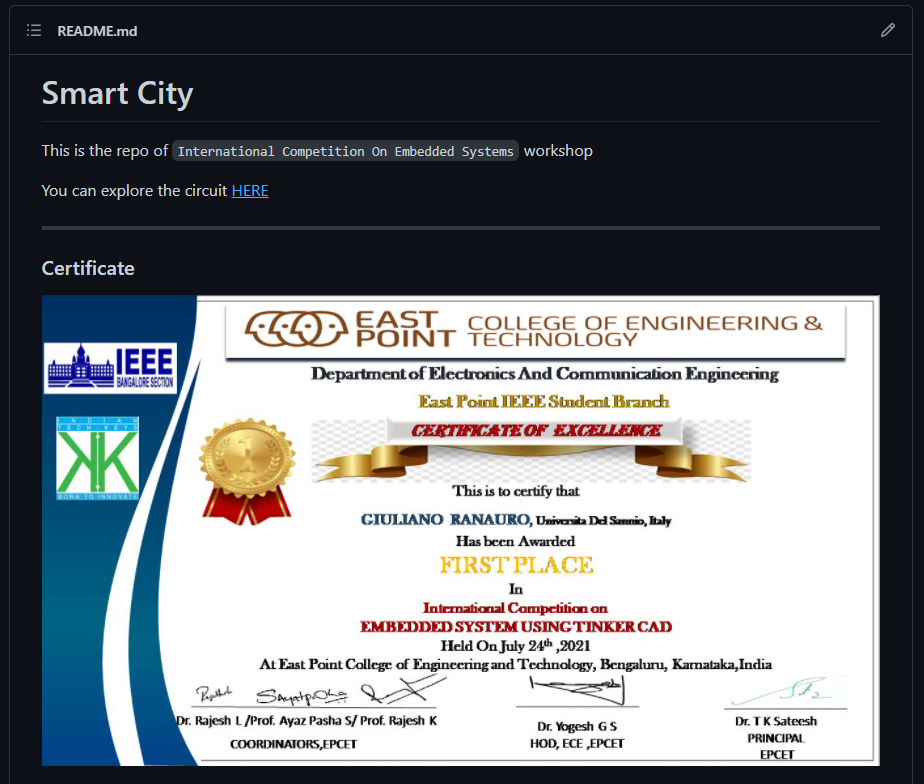 README.md
Smart City
This is the repo of International Competition On Embedded Systems workshop
You can explore the circuit HERE
Certificate
EAST POINT COLLEGE OF ENGINEERING & TECHNOLOGY
IEEE
BANGALORE SECTION
Department of Electronics And Communication Engineering
East Point IEEE Student Branch
INDIAN
TECH-KEYS
BORN TO INNOVATE
1
CERTIFICATE OF EXCELLENCE
This is to certify that
GIULIANO RANAURO, Universita Del Sannio, Italy
Has been Awarded
FIRST PLACE
In
International Competition on
EMBEDDED SYSTEM USING TINKER CAD
Held On July 24th ,2021
At East Point College of Engineering and Technology, Bengaluru, Karnataka,India
Dr. Rajesh L /Prof. Ayaz Pasha S/ Prof. Rajesh K
COORDINATORS,EPCET
Dr. Yogesh G S
HOD, ECE ,EPCET
Dr. T K Sateesh
PRINCIPAL
EPCET